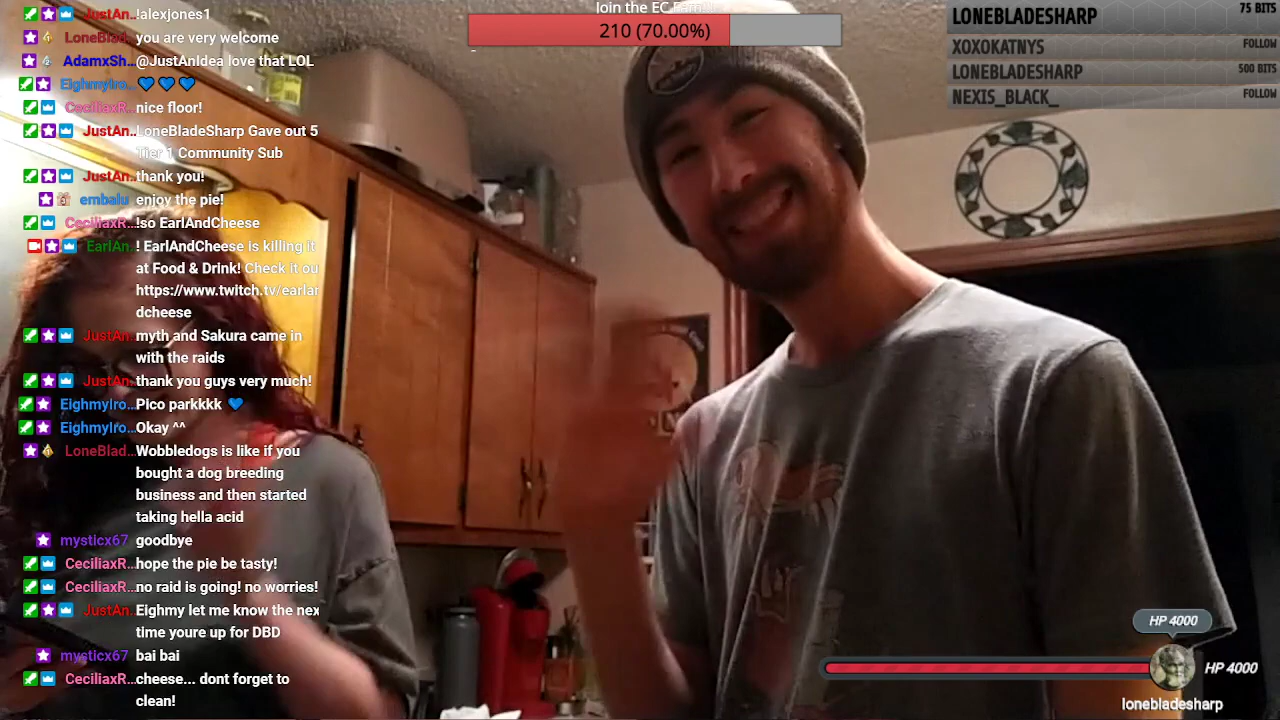 JustAn..
!alexjones1
LoneBlad..
you are very welcome
AdamxSh..
@JustAnIdea love that LOL
EighmyIro..
CeciliaxR..
nice floor!
JustAn..
LoneBladeSharp Gave out 5
Tier 1 Community Sub
JustAn..
thank you!
embalu
enjoy the pie!
CeciliaxR..
!so EarlAndCheese
EarlAn..
! EarlAndCheese is killing it
at Food & Drink! Check it ou
https://www.twitch.tv/earlan
dcheese
JustAn..
myth and Sakura came in
with the raids
JustAn..
thank you guys very much!
EighmyIro...
Pico parkkkk
EighmyIro...
Okay ^^
LoneBlad...
Wobbledogs is like if you
bought a dog breeding
business and then started
taking hella acid
mysticx67
goodbye
CeciliaxR...
hope the pie be tasty!
CeciliaxR...
no raid is going! no worries!
JustAn..
Eighmy let me know the nex
time youre up for DBD
mysticx67
bai bai
CeciliaxR...
cheese... dont forget to
clean!
Join the EC
210 (70.00%)
LONEBLADESHARP
75 BITS
XOXOKATNYS
FOLLOW
LONEBLADESHARP
500 BITS
NEXIS_BLACK_
FOLLOW
HP 4000
HP 4000
lonebladesharp